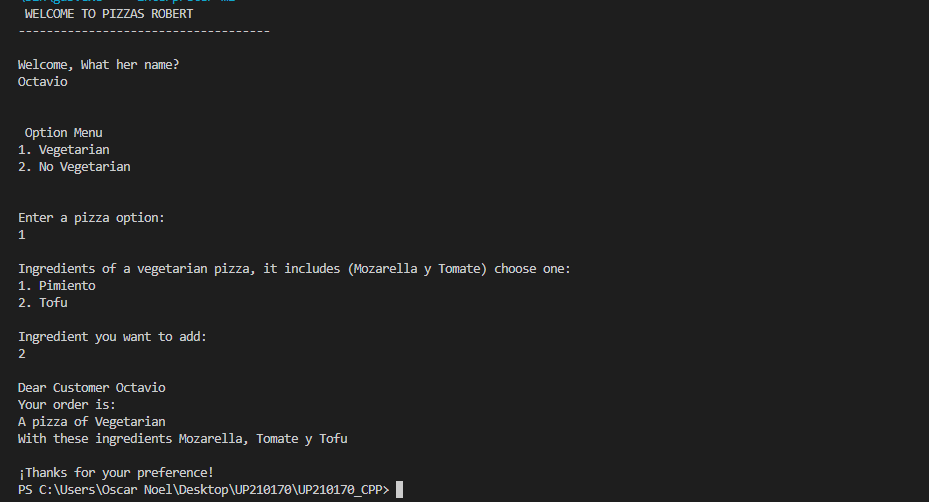 WELCOME TO PIZZAS ROBERT
------------------------------------
Welcome, What her name?
Octavio
Option Menu
1. Vegetarian
2. No Vegetarian
Enter a pizza option:
1
Ingredients of a vegetarian pizza, it includes (Mozarella y Tomate) choose one:
1. Pimiento
2. Tofu
Ingredient you want to add:
2
Dear Customer Octavio
Your order is:
A pizza of Vegetarian
With these ingredients Mozarella, Tomate y Tofu
¡Thanks for your preference!
PS C:\Users\Oscar Noel\Desktop\UP210170\UP210170_CPP>